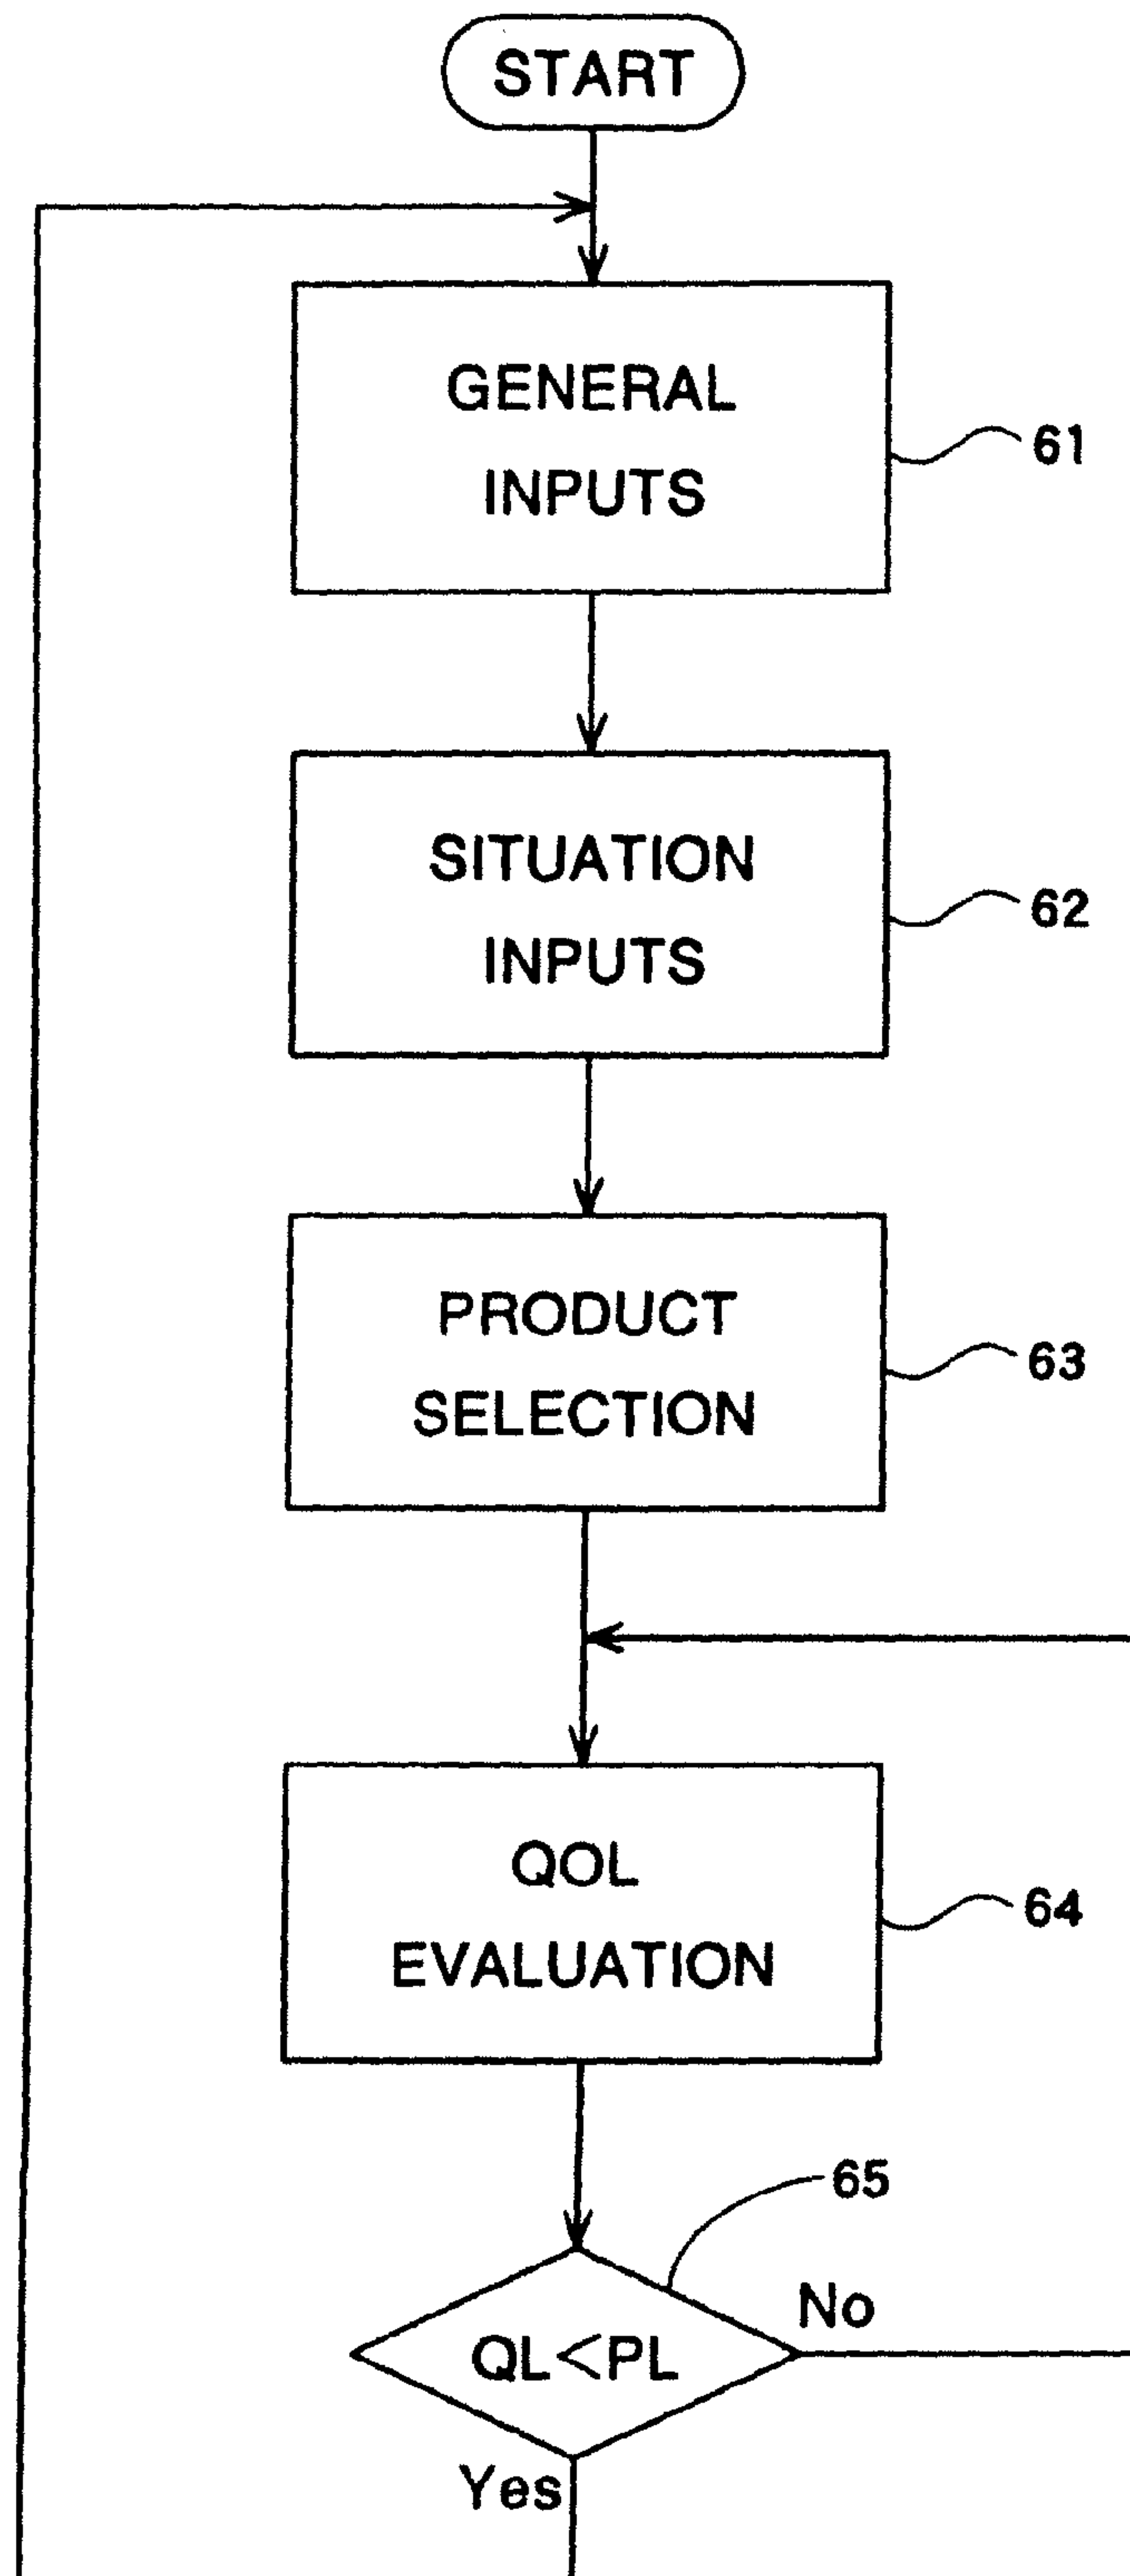 START
GENERAL
INPUTS
61
SITUATION
INPUTS
62
PRODUCT
SELECTION
63
QOL
EVALUATION
64
65
No
QL<PL
Yes